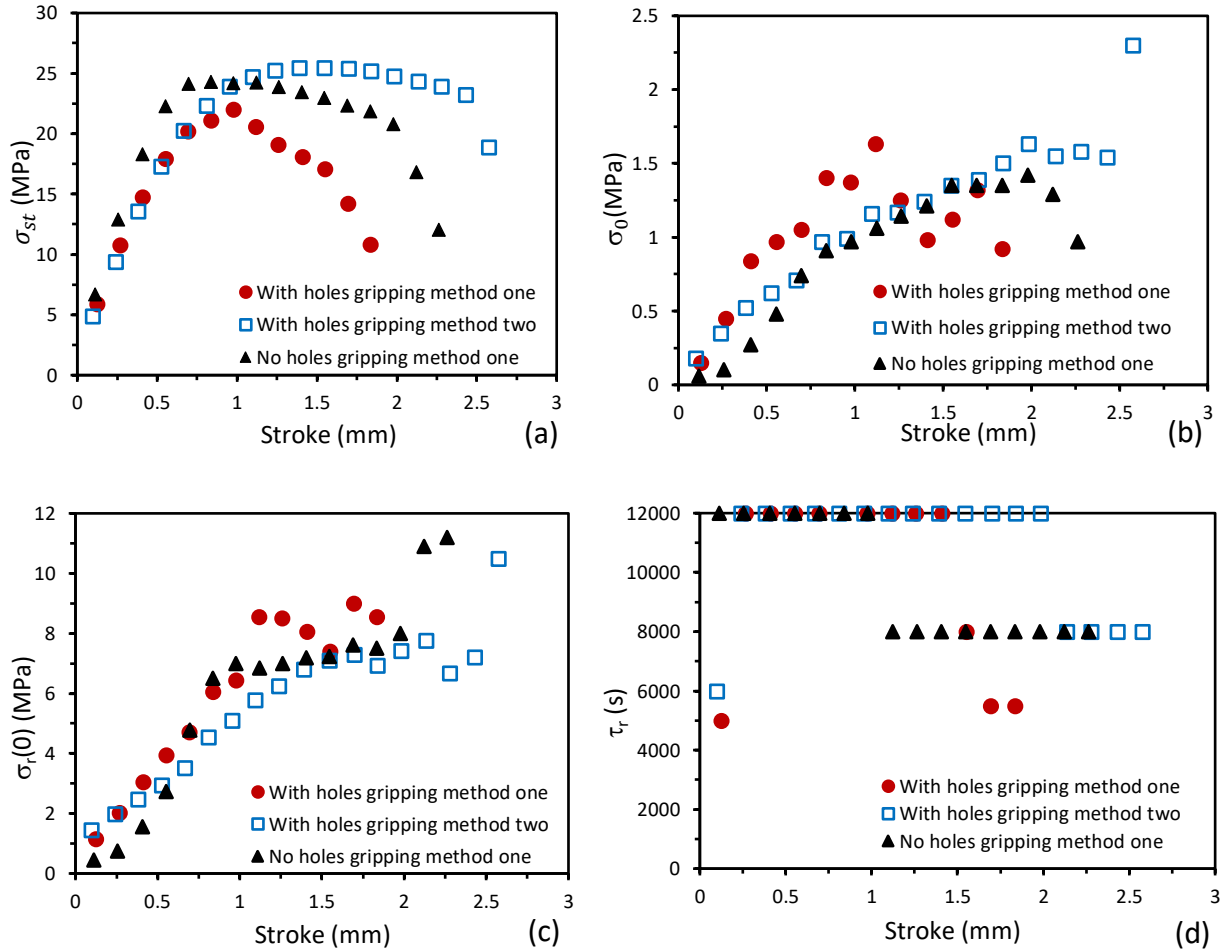 30
25
20
15
10
5
0
σst (MPa)
With holes gripping method one
With holes gripping method two
No holes gripping method one
0 0.5 1 1.5 2 2.5 3
Stroke (mm)
(a)
2.5
2
1.5
1
0.5
0
σ0(MPa)
With holes gripping method one
With holes gripping method two
No holes gripping method one
0 0.5 1 1.5 2 2.5 3
Stroke (mm)
(b)
12
10
8
6
4
2
0
σr(0) (MPa)
With holes gripping method one
With holes gripping method two
No holes gripping method one
0 0.5 1 1.5 2 2.5 3
Stroke (mm)
(c)
12000
10000
8000
6000
4000
2000
0
τr (s)
With holes gripping method one
With holes gripping method two
No holes gripping method one
0 0.5 1 1.5 2 2.5 3
Stroke (mm)
(d)